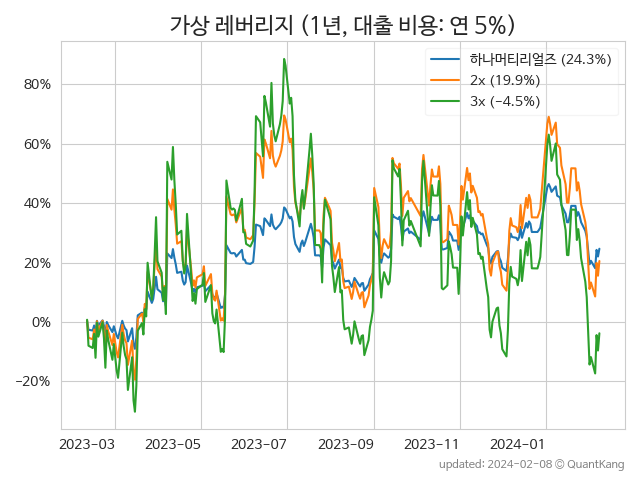 가상 레버리지 (1년, 대출 비용: 연 5%)
하나머티리얼즈 (24.3%)
2x (19.9%)
3x (−4.5%)
80%
60%
40%
20%
0%
−20%
2023-03 2023-05 2023-07 2023-09 2023-11 2024-01
updated: 2024-02-08 © QuantKang